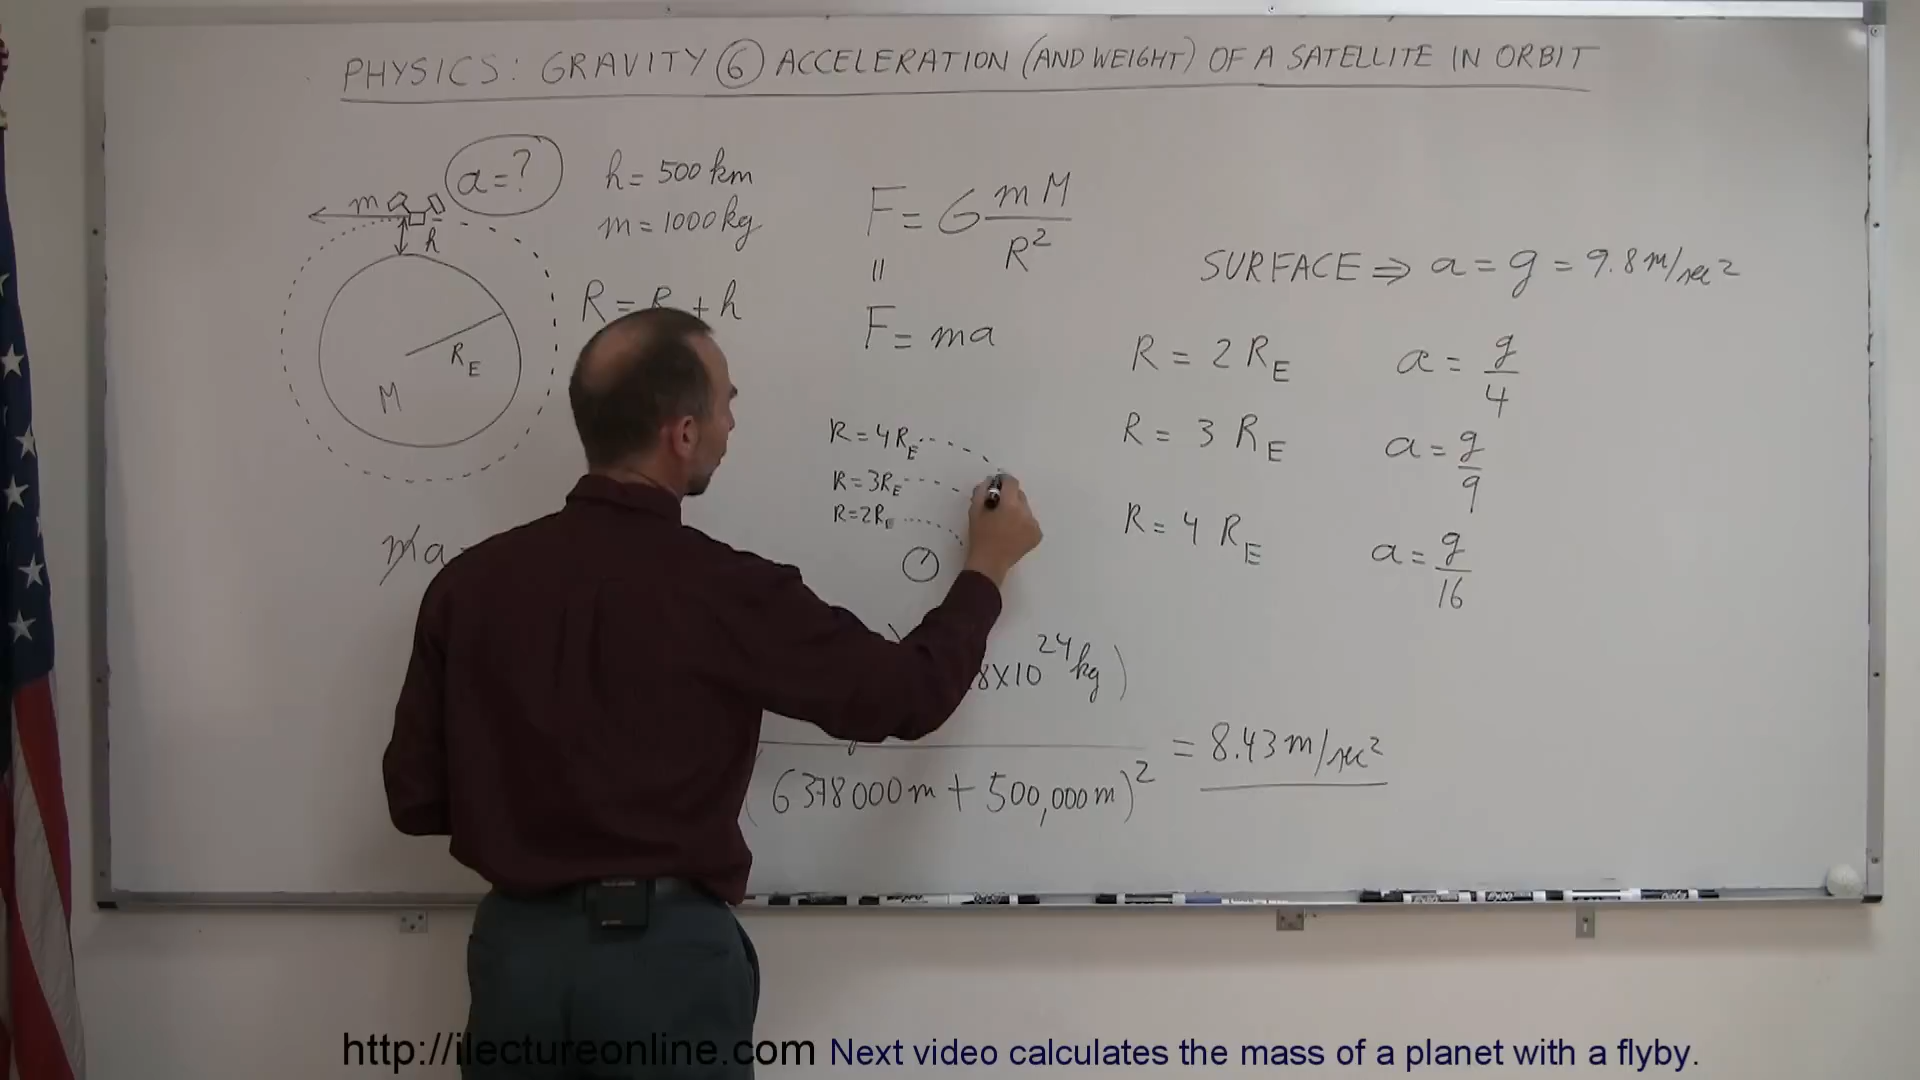 PHYSICS: GRAVITY ⑥ ACCELERATION (AND WEIGHT) OF A SATELLITE IN ORBIT
a = ?
m
h
R_E
M
h = 500 km
m = 1000 kg
R = R + h
F = G mM/R²
=
F = ma
ma
R = 4R_E
R = 3R_E
R = 2R_E
SURFACE ⇒ a = g = 9.8 m/sec²
R = 2 R_E a = g/4
R = 3 R_E a = g/9
R = 4 R_E a = g/16
8X10²⁴ kg)
(6378000 m + 500,000 m)² = 8.43 m/sec²
http://ilectureonline.com Next video calculates the mass of a planet with a flyby.